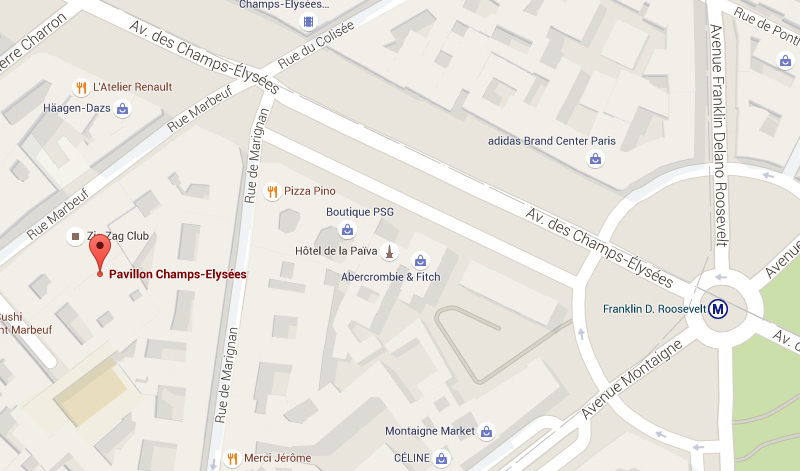 Champs-Elysées...
erre Charron
Av. des Champs-Élysées
Rue du Colisée
Avenue Franklin Delano Roosevelt
Rue de Ponth
L'Atelier Renault
Häagen-Dazs
Rue Marbeuf
Rue de Marignan
adidas Brand Center Paris
Pizza Pino
Rue Marbeuf
Boutique PSG
Av. des Champs-Élysées
Zig Zag Club
Hôtel de la Païva
Avenue
Pavillon Champs-Elysées
Abercrombie & Fitch
Sushi
nt Marbeuf
Franklin D. Roosevelt
M
Av. d
Rue de Marignan
Avenue Montaigne
Montaigne Market
Merci Jérôme
CÉLINE